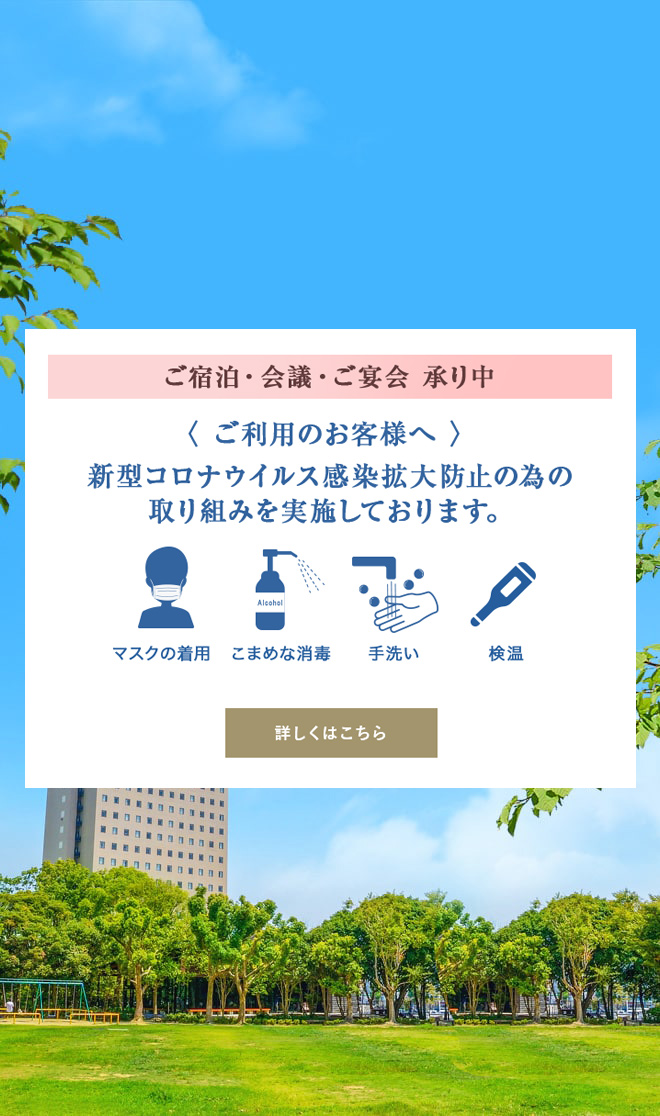 ご宿泊・会議・ご宴会 承り中
〈 ご利用のお客様へ 〉
新型コロナウイルス感染拡大防止の為の
取り組みを実施しております。
Alcohol
マスクの着用 こまめな消毒 手洗い 検温
詳しくはこちら